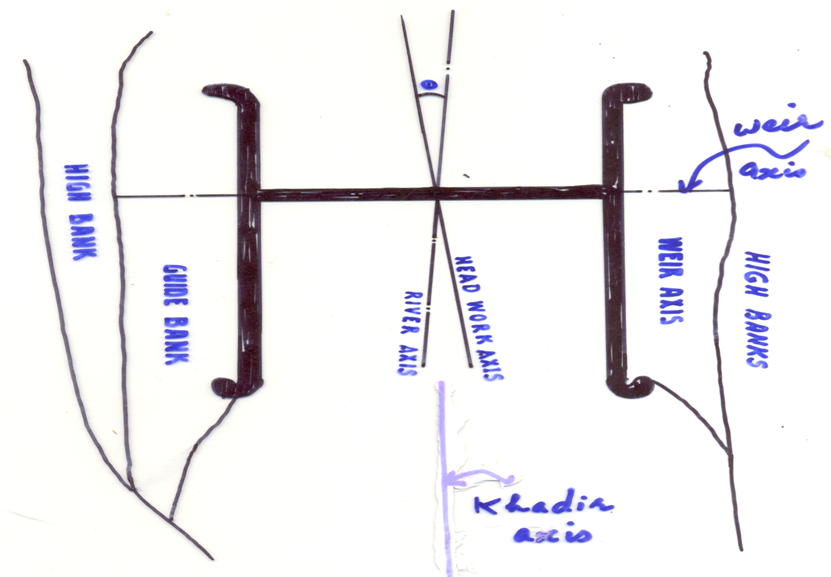 θ
weir
axis
HIGH BANK
GUIDE BANK
RIVER AXIS
HEAD WORK AXIS
WEIR AXIS
HIGH BANKS
Khadir
axis